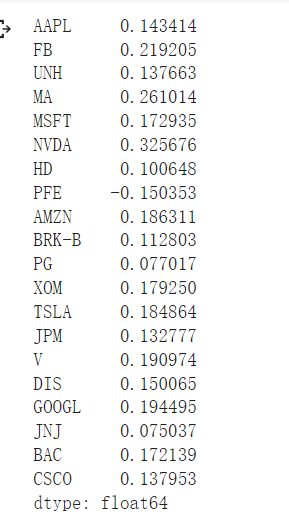 AAPL 0.143414
FB 0.219205
UNH 0.137663
MA 0.261014
MSFT 0.172935
NVDA 0.325676
HD 0.100648
PFE -0.150353
AMZN 0.186311
BRK-B 0.112803
PG 0.077017
XOM 0.179250
TSLA 0.184864
JPM 0.132777
V 0.190974
DIS 0.150065
GOOGL 0.194495
JNJ 0.075037
BAC 0.172139
CSCO 0.137953
dtype: float64